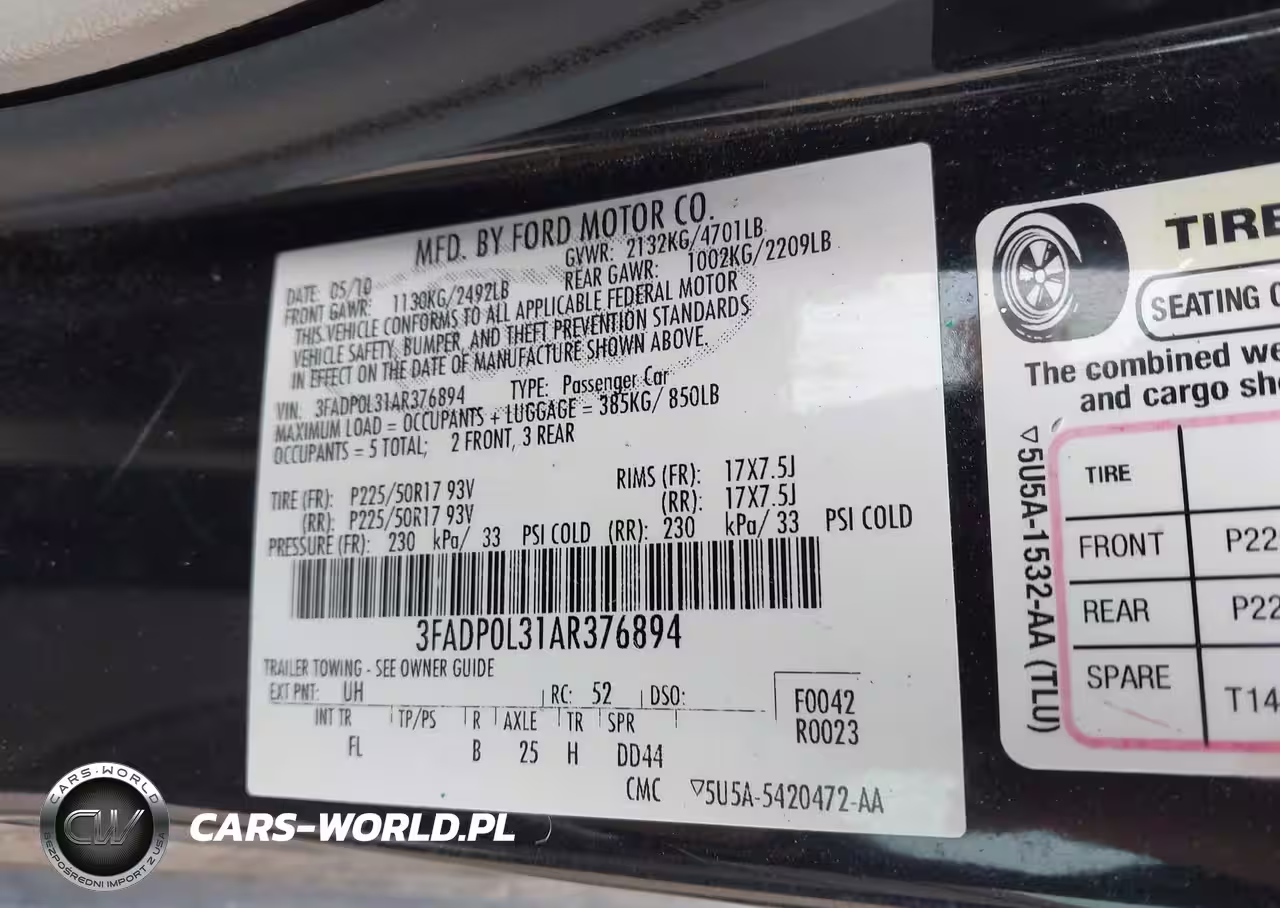 MFD. BY FORD MOTOR CO.
DATE: 05/10 GVWR: 2132KG/4701LB
FRONT GAWR: 1130KG/2492LB REAR GAWR: 1002KG/2209LB
THIS VEHICLE CONFORMS TO ALL APPLICABLE FEDERAL MOTOR
VEHICLE SAFETY, BUMPER, AND THEFT PREVENTION STANDARDS
IN EFFECT ON THE DATE OF MANUFACTURE SHOWN ABOVE.
VIN: 3FADP0L31AR376894 TYPE: Passenger Car
MAXIMUM LOAD = OCCUPANTS + LUGGAGE = 385KG/ 850LB
OCCUPANTS = 5 TOTAL; 2 FRONT, 3 REAR
TIRE (FR): P225/50R17 93V RIMS (FR): 17X7.5J
(RR): P225/50R17 93V (RR): 17X7.5J
PRESSURE (FR): 230 kPa/ 33 PSI COLD (RR): 230 kPa/ 33 PSI COLD
3FADP0L31AR376894
TRAILER TOWING - SEE OWNER GUIDE
EXT PNT: UH RC: 52 DSO:
INT TR TP/PS R AXLE TR SPR
FL B 25 H DD44
F0042
R0023
CMC ▽5U5A-5420472-AA
TIRE
SEATING
The combined we
and cargo sh
▽5U5A-1532-AA (TLU)
TIRE
FRONT P22
REAR P22
SPARE T14
CARS-WORLD
CW
BEZPOŚREDNI IMPORT Z USA
CARS-WORLD.PL